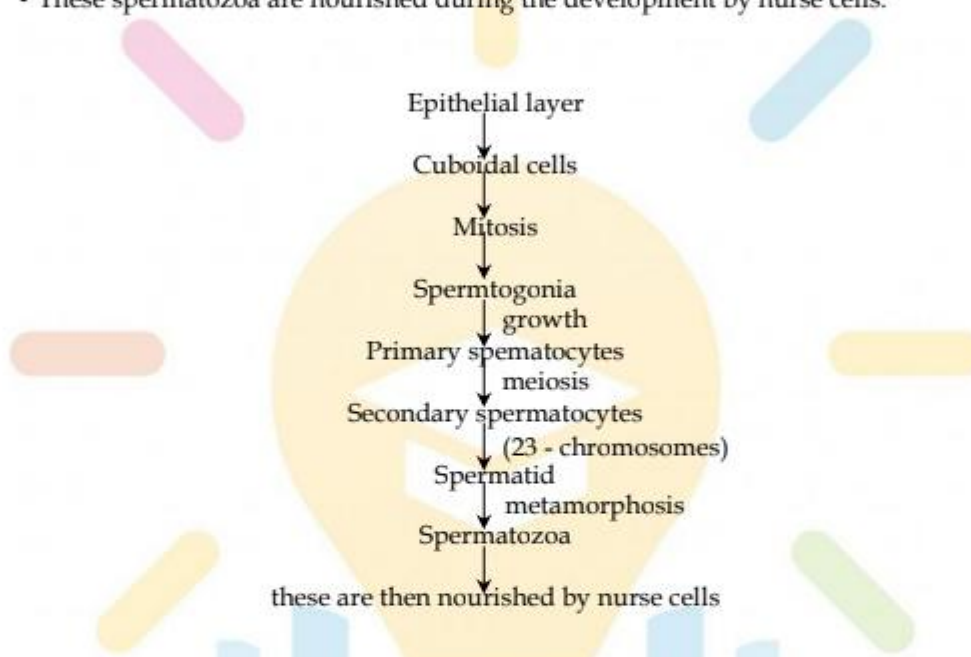 • These spermatozoa are nourished during the development by nurse cells.
Epithelial layer
Cuboidal cells
Mitosis
Spermtogonia
growth
Primary spematocytes
meiosis
Secondary spermatocytes
(23 - chromosomes)
Spermatid
metamorphosis
Spermatozoa
these are then nourished by nurse cells